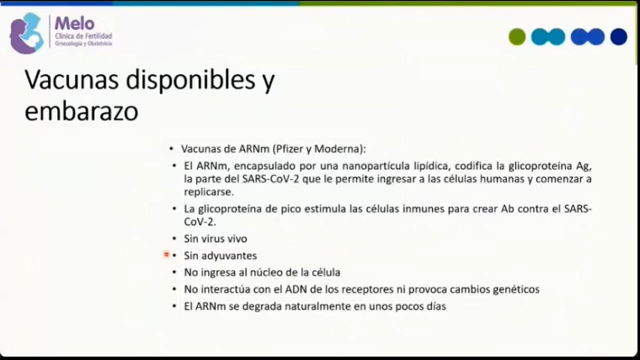 Melo
Clínica de Fertilidad
Ginecología y Obstetricia
Vacunas disponibles y
embarazo
• Vacunas de ARNm (Pfizer y Moderna):
• El ARNm, encapsulado por una nanopartícula lipídica, codifica la glicoproteína Ag,
la parte del SARS-CoV-2 que le permite ingresar a las células humanas y comenzar a
replicarse.
• La glicoproteína de pico estimula las células inmunes para crear Ab contra el SARS-
CoV-2.
• Sin virus vivo
• Sin adyuvantes
• No ingresa al núcleo de la célula
• No interactúa con el ADN de los receptores ni provoca cambios genéticos
• El ARNm se degrada naturalmente en unos pocos días